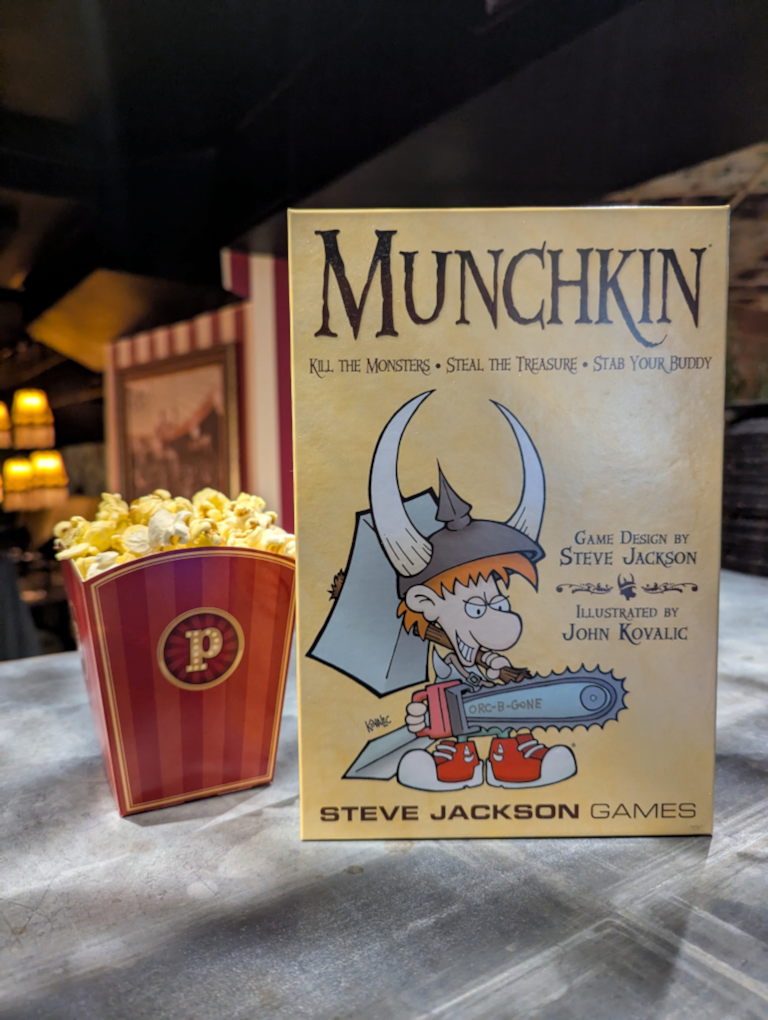 MUNCHKIN
KILL THE MONSTERS • STEAL THE TREASURE • STAB YOUR BUDDY
GAME DESIGN BY
STEVE JACKSON
ILLUSTRATED BY
JOHN KOVALIC
ORC-B-GONE
KOVALIC
STEVE JACKSON GAMES
p